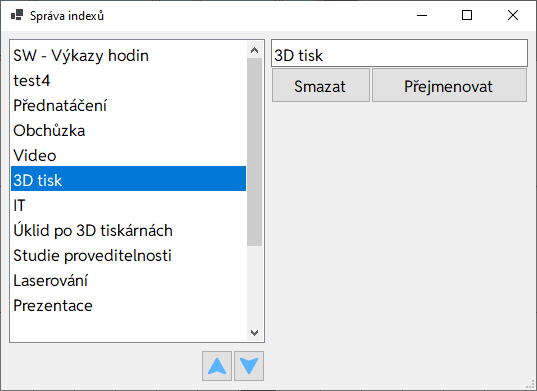 Správa indexů
SW - Výkazy hodin
test4
Přednatáčení
Obchůzka
Video
3D tisk
IT
Úklid po 3D tiskárnách
Studie proveditelnosti
Laserování
Prezentace
3D tisk
Smazat
Přejmenovat